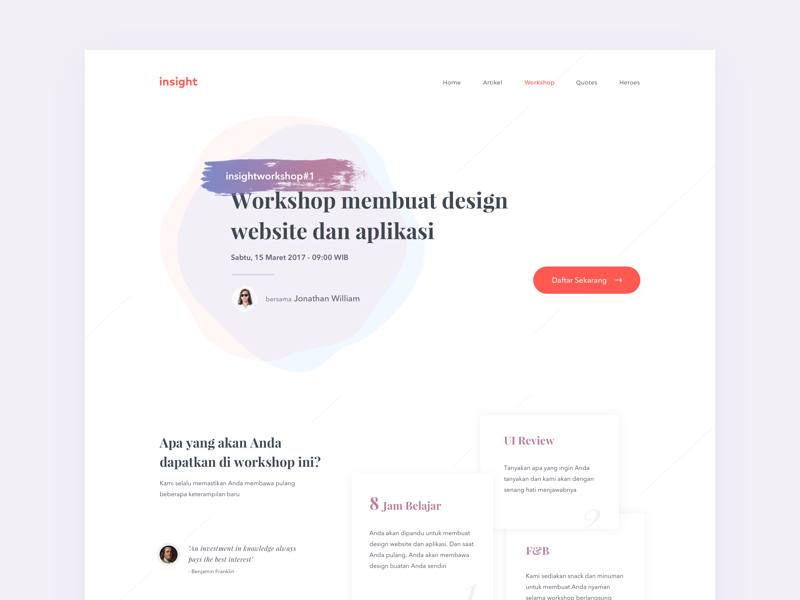 insight
Home
Artikel
Workshop
Quotes
Heroes
insightworkshop#1
Workshop membuat design
website dan aplikasi
Sabtu, 15 Maret 2017 - 09:00 WIB
bersama Jonathan William
Daftar Sekarang →
Apa yang akan Anda
dapatkan di workshop ini?
Kami selalu memastikan Anda membawa pulang
beberapa keterampilan baru
"An investment in knowledge always
pays the best interest"
- Benjamin Franklin
8 Jam Belajar
Anda akan dipandu untuk membuat
design website dan aplikasi. Dan saat
Anda pulang, Anda akan membawa
design buatan Anda sendiri
1
UI Review
Tanyakan apa yang ingin Anda
tanyakan dan kami akan dengan
senang hati menjawabnya
2
F&B
Kami sediakan snack dan minuman
untuk membuat Anda nyaman
selama workshop berlangsung